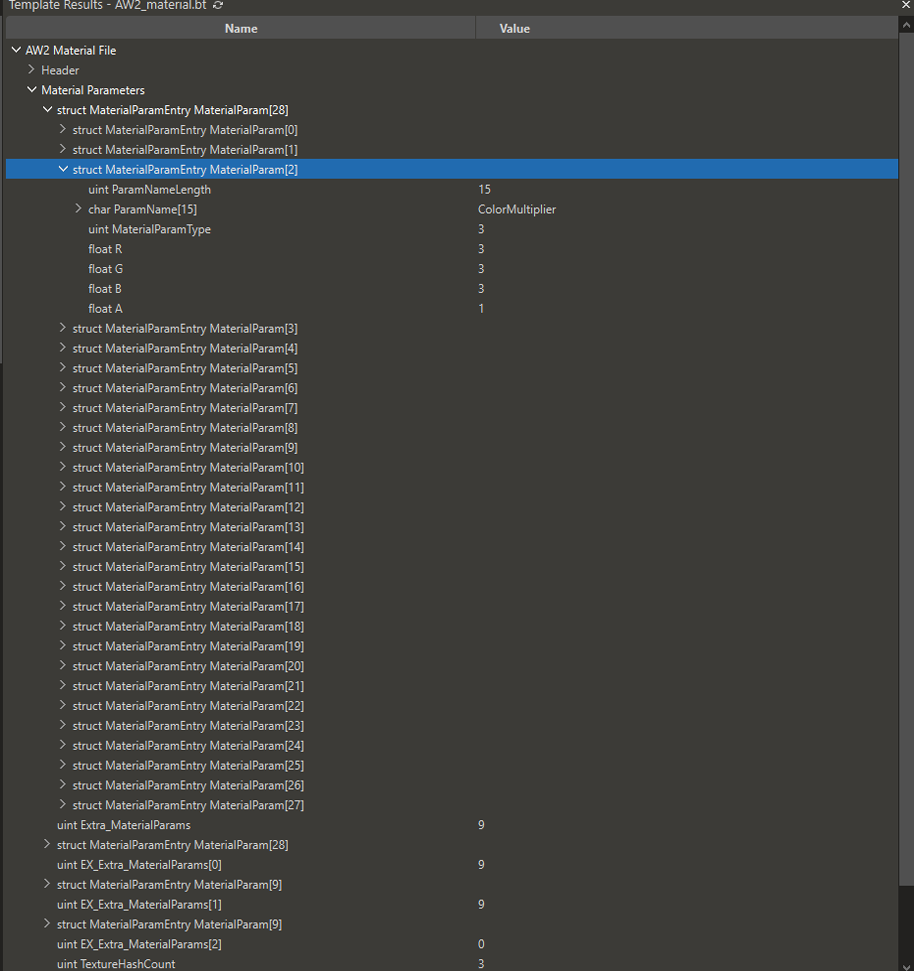 Template Results - AW2_material.bt
Name Value
AW2 Material File
Header
Material Parameters
struct MaterialParamEntry MaterialParam[28]
struct MaterialParamEntry MaterialParam[0]
struct MaterialParamEntry MaterialParam[1]
struct MaterialParamEntry MaterialParam[2]
uint ParamNameLength 15
char ParamName[15] ColorMultiplier
uint MaterialParamType 3
float R 3
float G 3
float B 3
float A 1
struct MaterialParamEntry MaterialParam[3]
struct MaterialParamEntry MaterialParam[4]
struct MaterialParamEntry MaterialParam[5]
struct MaterialParamEntry MaterialParam[6]
struct MaterialParamEntry MaterialParam[7]
struct MaterialParamEntry MaterialParam[8]
struct MaterialParamEntry MaterialParam[9]
struct MaterialParamEntry MaterialParam[10]
struct MaterialParamEntry MaterialParam[11]
struct MaterialParamEntry MaterialParam[12]
struct MaterialParamEntry MaterialParam[13]
struct MaterialParamEntry MaterialParam[14]
struct MaterialParamEntry MaterialParam[15]
struct MaterialParamEntry MaterialParam[16]
struct MaterialParamEntry MaterialParam[17]
struct MaterialParamEntry MaterialParam[18]
struct MaterialParamEntry MaterialParam[19]
struct MaterialParamEntry MaterialParam[20]
struct MaterialParamEntry MaterialParam[21]
struct MaterialParamEntry MaterialParam[22]
struct MaterialParamEntry MaterialParam[23]
struct MaterialParamEntry MaterialParam[24]
struct MaterialParamEntry MaterialParam[25]
struct MaterialParamEntry MaterialParam[26]
struct MaterialParamEntry MaterialParam[27]
uint Extra_MaterialParams 9
struct MaterialParamEntry MaterialParam[28]
uint EX_Extra_MaterialParams[0] 9
struct MaterialParamEntry MaterialParam[9]
uint EX_Extra_MaterialParams[1] 9
struct MaterialParamEntry MaterialParam[9]
uint EX_Extra_MaterialParams[2] 0
uint TextureHashCount 3